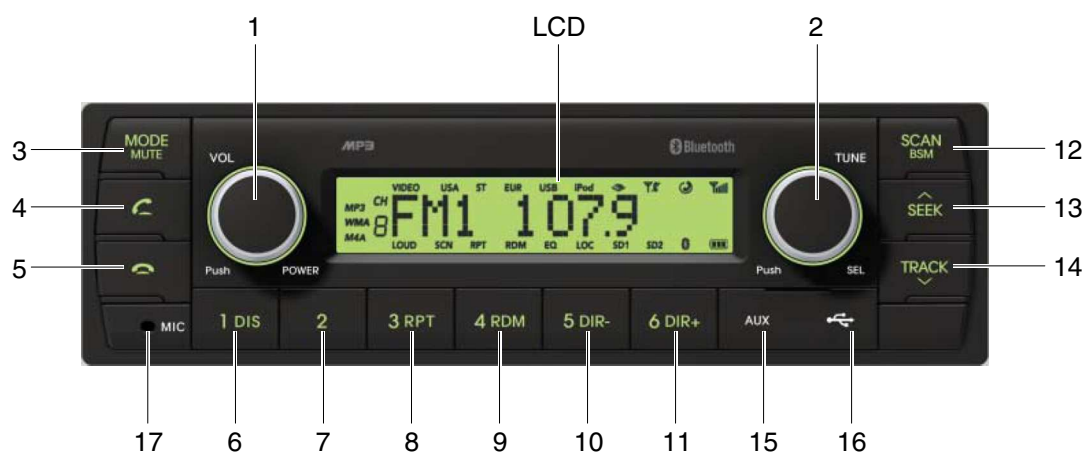 1 LCD 2
MODE
MUTE
VOL
MP3
Bluetooth
TUNE
SCAN
BSM
3
12
VIDEO USA ST EUR USB iPod
MP3 CH
WMA 8 FM1 107.9
M4A
LOUD SCN RPT RDM EQ LOC SD1 SD2
4
SEEK
13
5
Push POWER
Push SEL
TRACK
14
MIC
1 DIS 2 3 RPT 4 RDM 5 DIR- 6 DIR+ AUX
17 6 7 8 9 10 11 15 16